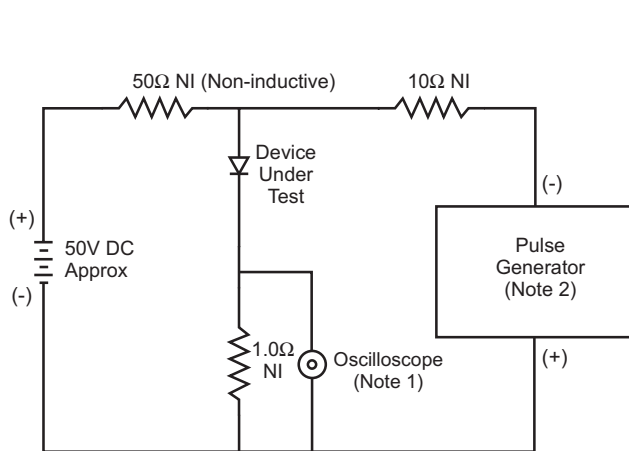 50Ω NI (Non-inductive)
10Ω NI
Device
Under
Test
(-)
(+)
50V DC
Approx
(-)
Pulse
Generator
(Note 2)
1.0Ω
NI
Oscilloscope
(Note 1)
(+)